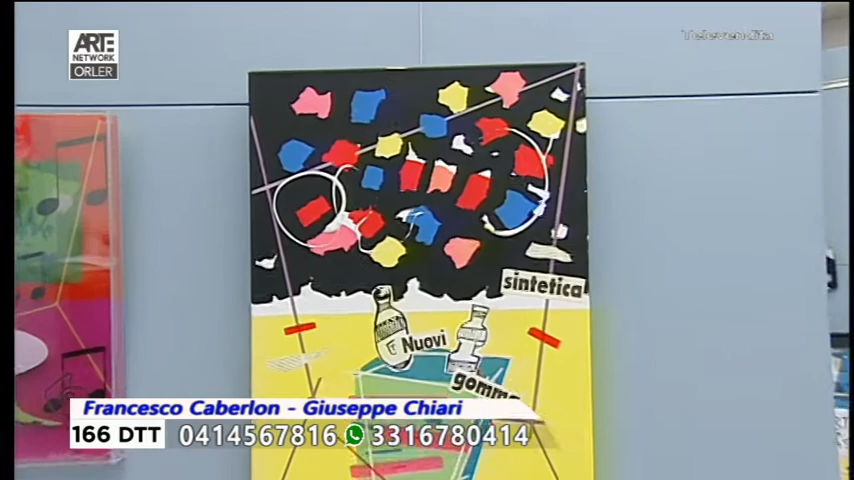 ARTE
NETWORK
ORLER
Televendita
sintetica
Nuovi
gomme
Francesco Caberlon - Giuseppe Chiari
166 DTT 0414567816 3316780414